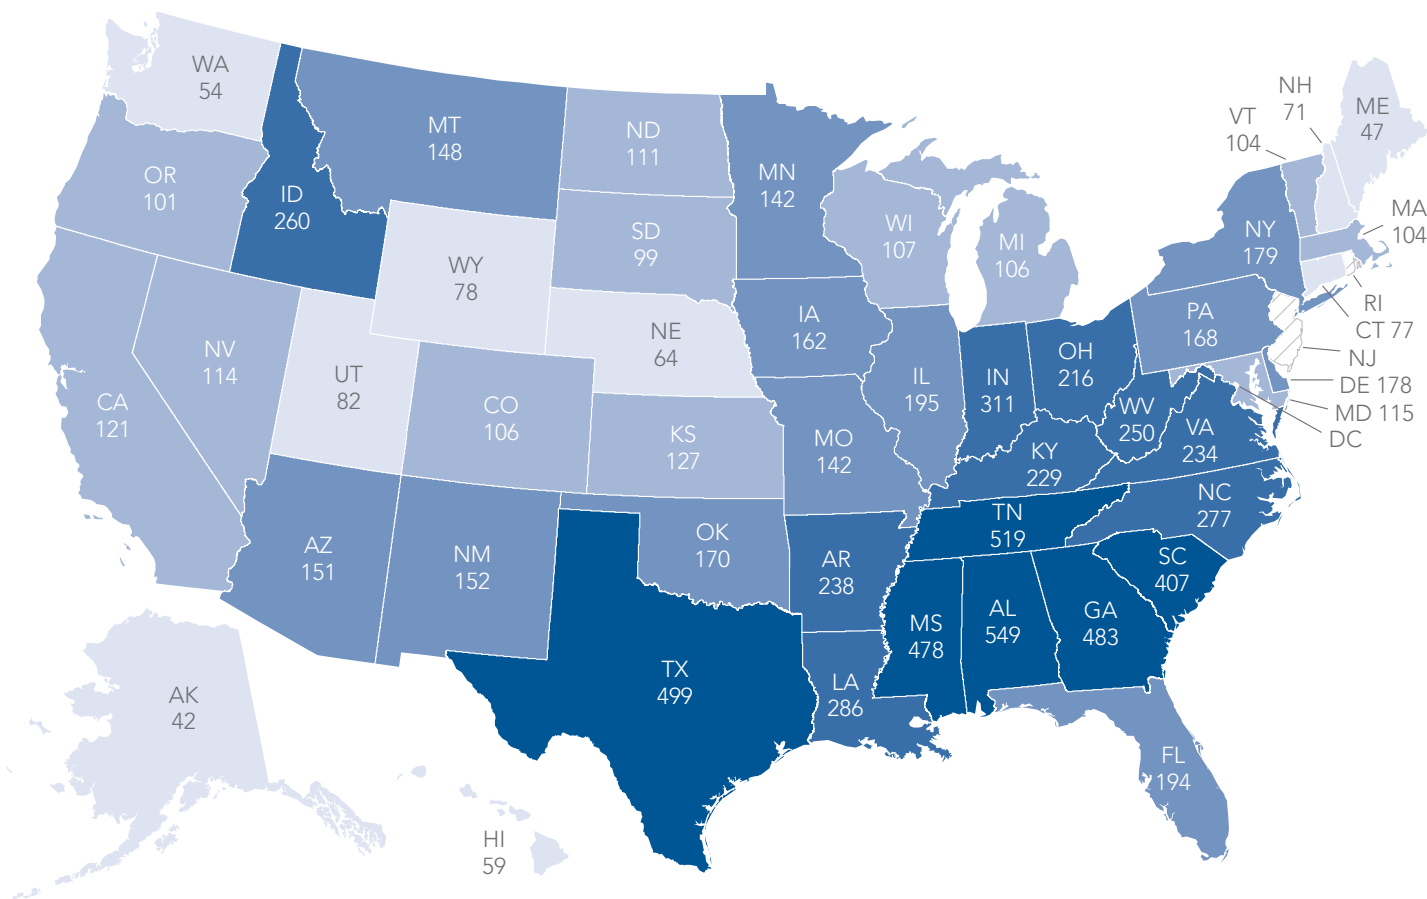 WA
54
OR
101
CA
121
NV
114
ID
260
MT
148
WY
78
UT
82
AZ
151
CO
106
NM
152
ND
111
SD
99
NE
64
KS
127
OK
170
TX
499
MN
142
IA
162
MO
142
AR
238
LA
286
WI
107
IL
195
MI
106
IN
311
OH
216
KY
229
TN
519
MS
478
AL
549
GA
483
FL
194
SC
407
NC
277
VA
234
WV
250
PA
168
NY
179
VT
104
NH
71
ME
47
MA
104
RI
CT 77
NJ
DE 178
MD 115
DC
AK
42
HI
59